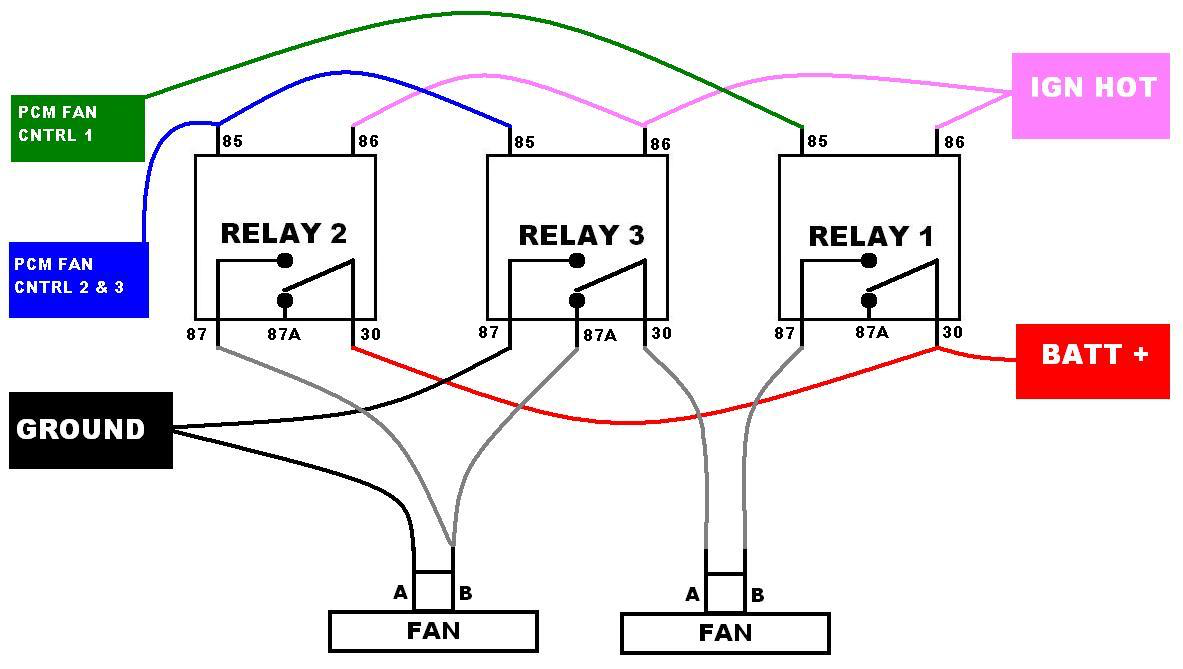 PCM FAN
CNTRL 1
IGN HOT
85
86
85
86
85
86
RELAY 2
RELAY 3
RELAY 1
PCM FAN
CNTRL 2 & 3
87
87A
30
87
87A
30
87
87A
30
BATT +
GROUND
A
B
A
B
FAN
FAN